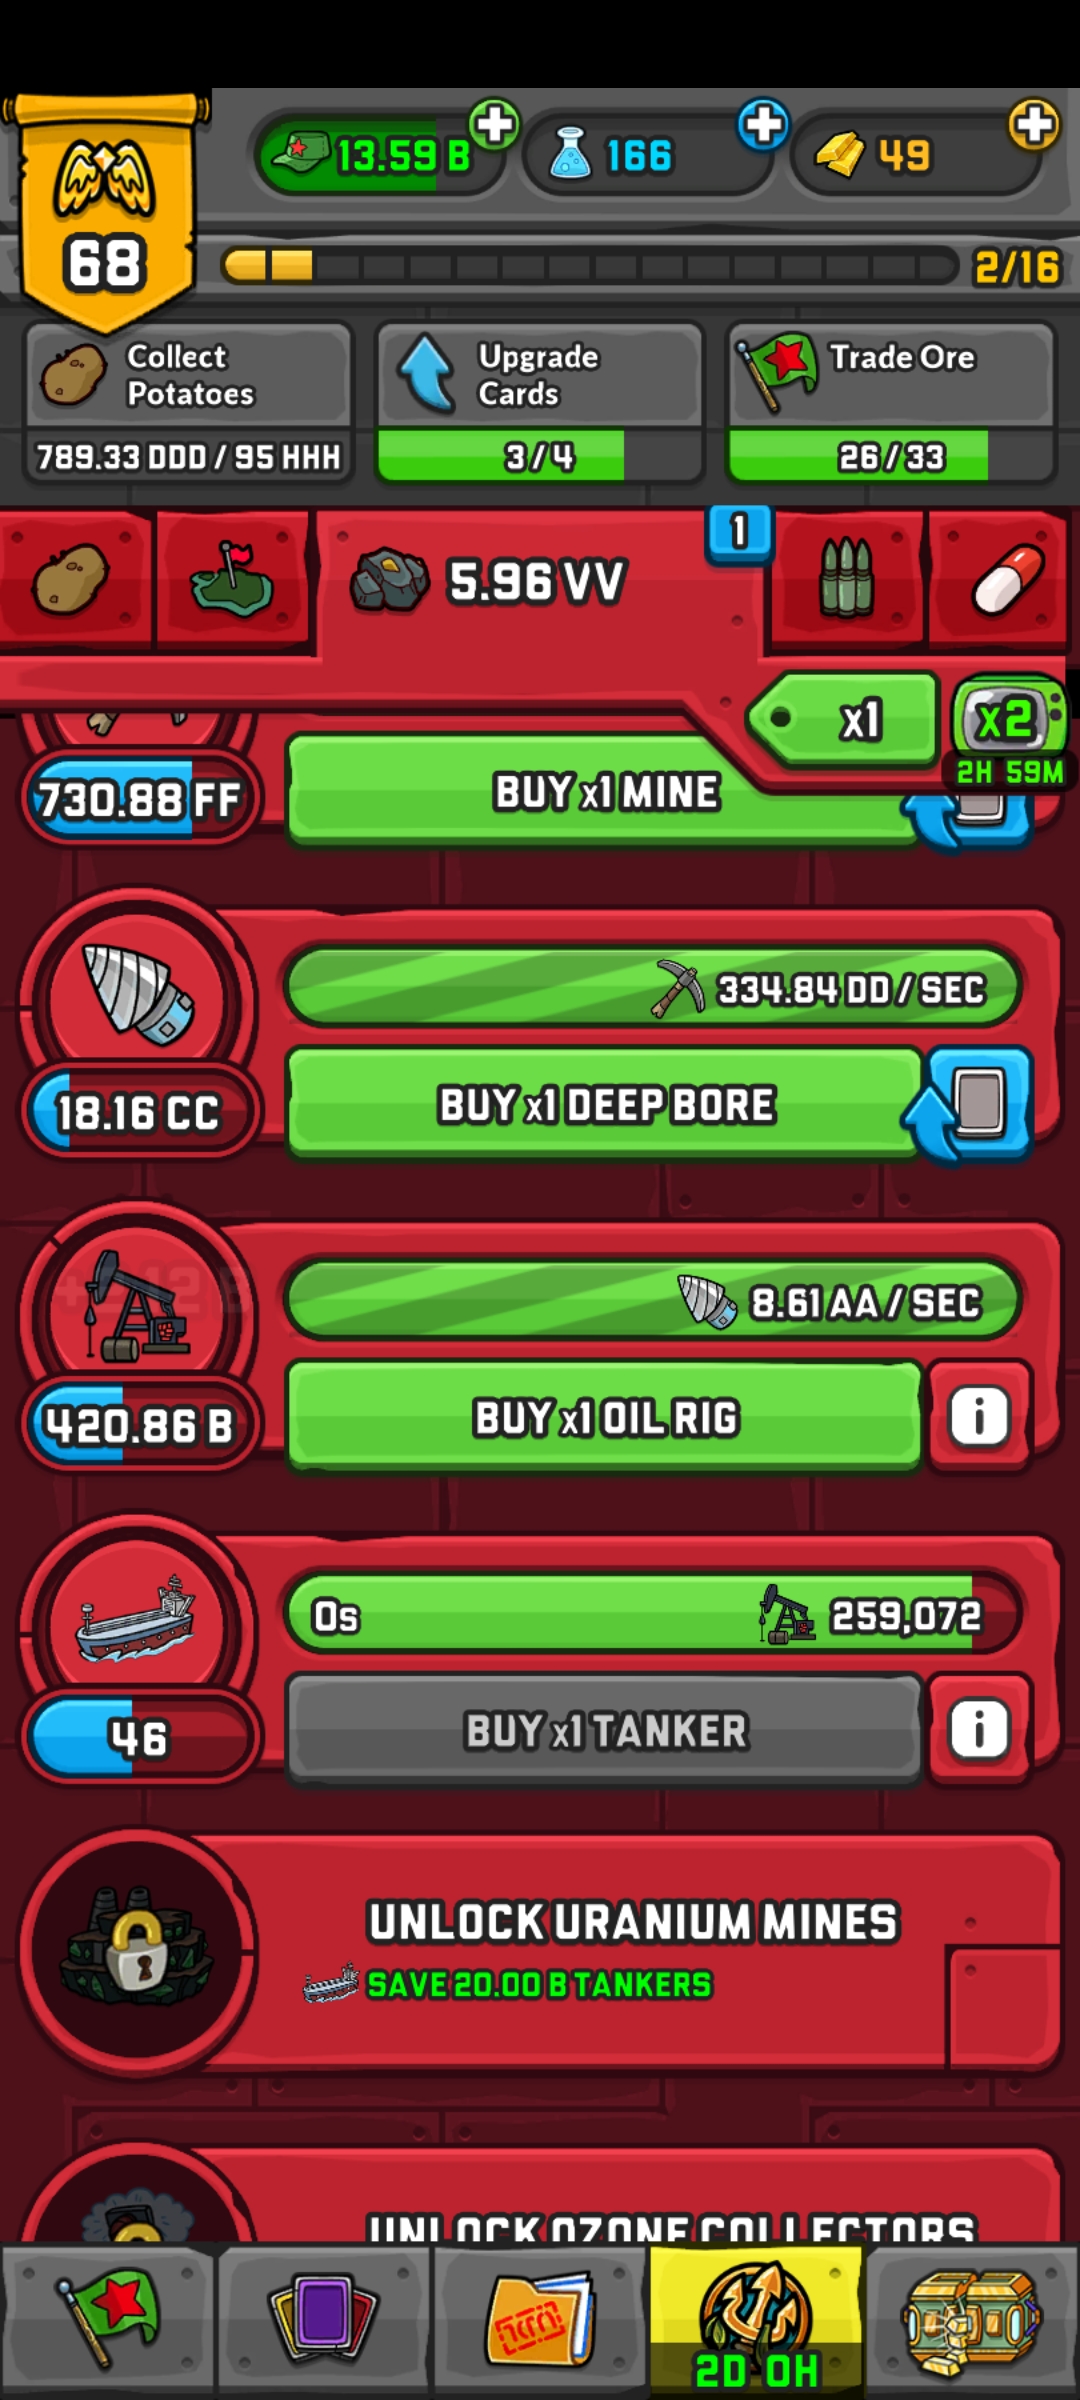 13.59 B
166
49
68
2/16
Collect
Potatoes
789.33 DDD / 95 HHH
Upgrade
Cards
3/4
Trade Ore
26/33
5.96 VV
1
x1
x2
2H 59M
730.88 FF
BUY x1 MINE
334.84 DD / SEC
18.16 CC
BUY x1 DEEP BORE
8.61 AA / SEC
420.86 B
BUY x1 OIL RIG
0s
259,072
46
BUY x1 TANKER
UNLOCK URANIUM MINES
SAVE 20.00 B TANKERS
UNLOCK OZONE COLLECTORS
2D 0H